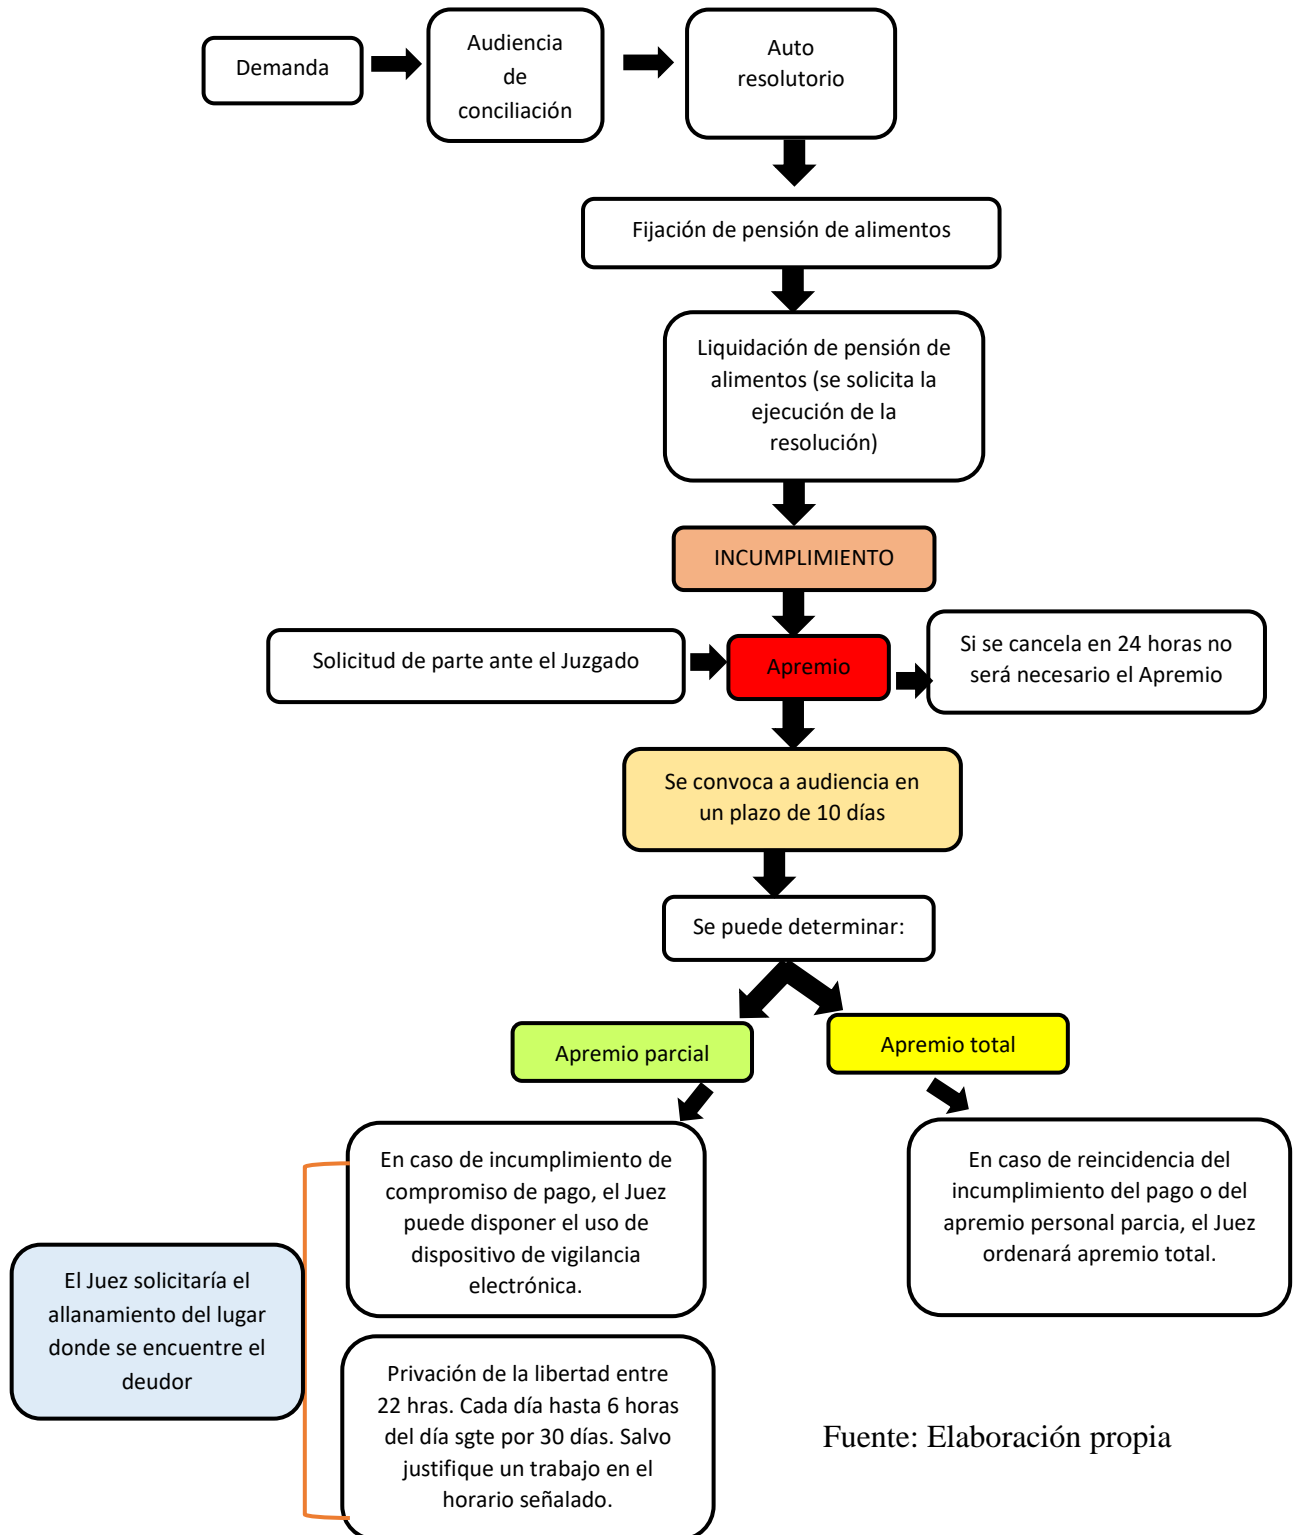 Demanda
Audiencia
de
conciliación
Auto
resolutorio
Fijación de pensión de alimentos
Liquidación de pensión de
alimentos (se solicita la
ejecución de la
resolución)
INCUMPLIMIENTO
Solicitud de parte ante el Juzgado
Apremio
Si se cancela en 24 horas no
será necesario el Apremio
Se convoca a audiencia en
un plazo de 10 días
Se puede determinar:
Apremio parcial
Apremio total
En caso de incumplimiento de
compromiso de pago, el Juez
puede disponer el uso de
dispositivo de vigilancia
electrónica.
En caso de reincidencia del
incumplimiento del pago o del
apremio personal parcia, el Juez
ordenará apremio total.
El Juez solicitaría el
allanamiento del lugar
donde se encuentre el
deudor
Privación de la libertad entre
22 hras. Cada día hasta 6 horas
del día sgte por 30 días. Salvo
justifique un trabajo en el
horario señalado.
Fuente: Elaboración propia